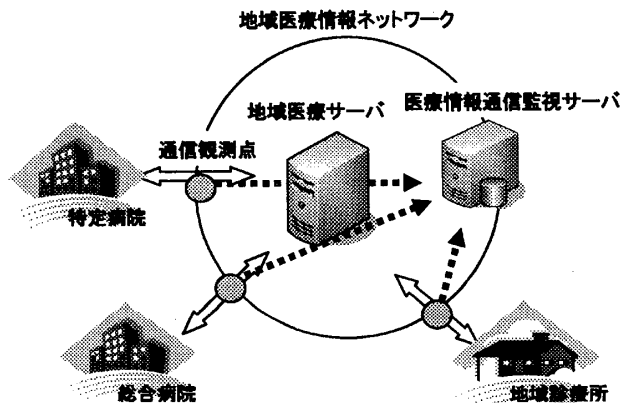 地域医療情報ネットワーク
地域医療サーバ
医療情報通信監視サーバ
通信観測点
特定病院
総合病院
地域診療所